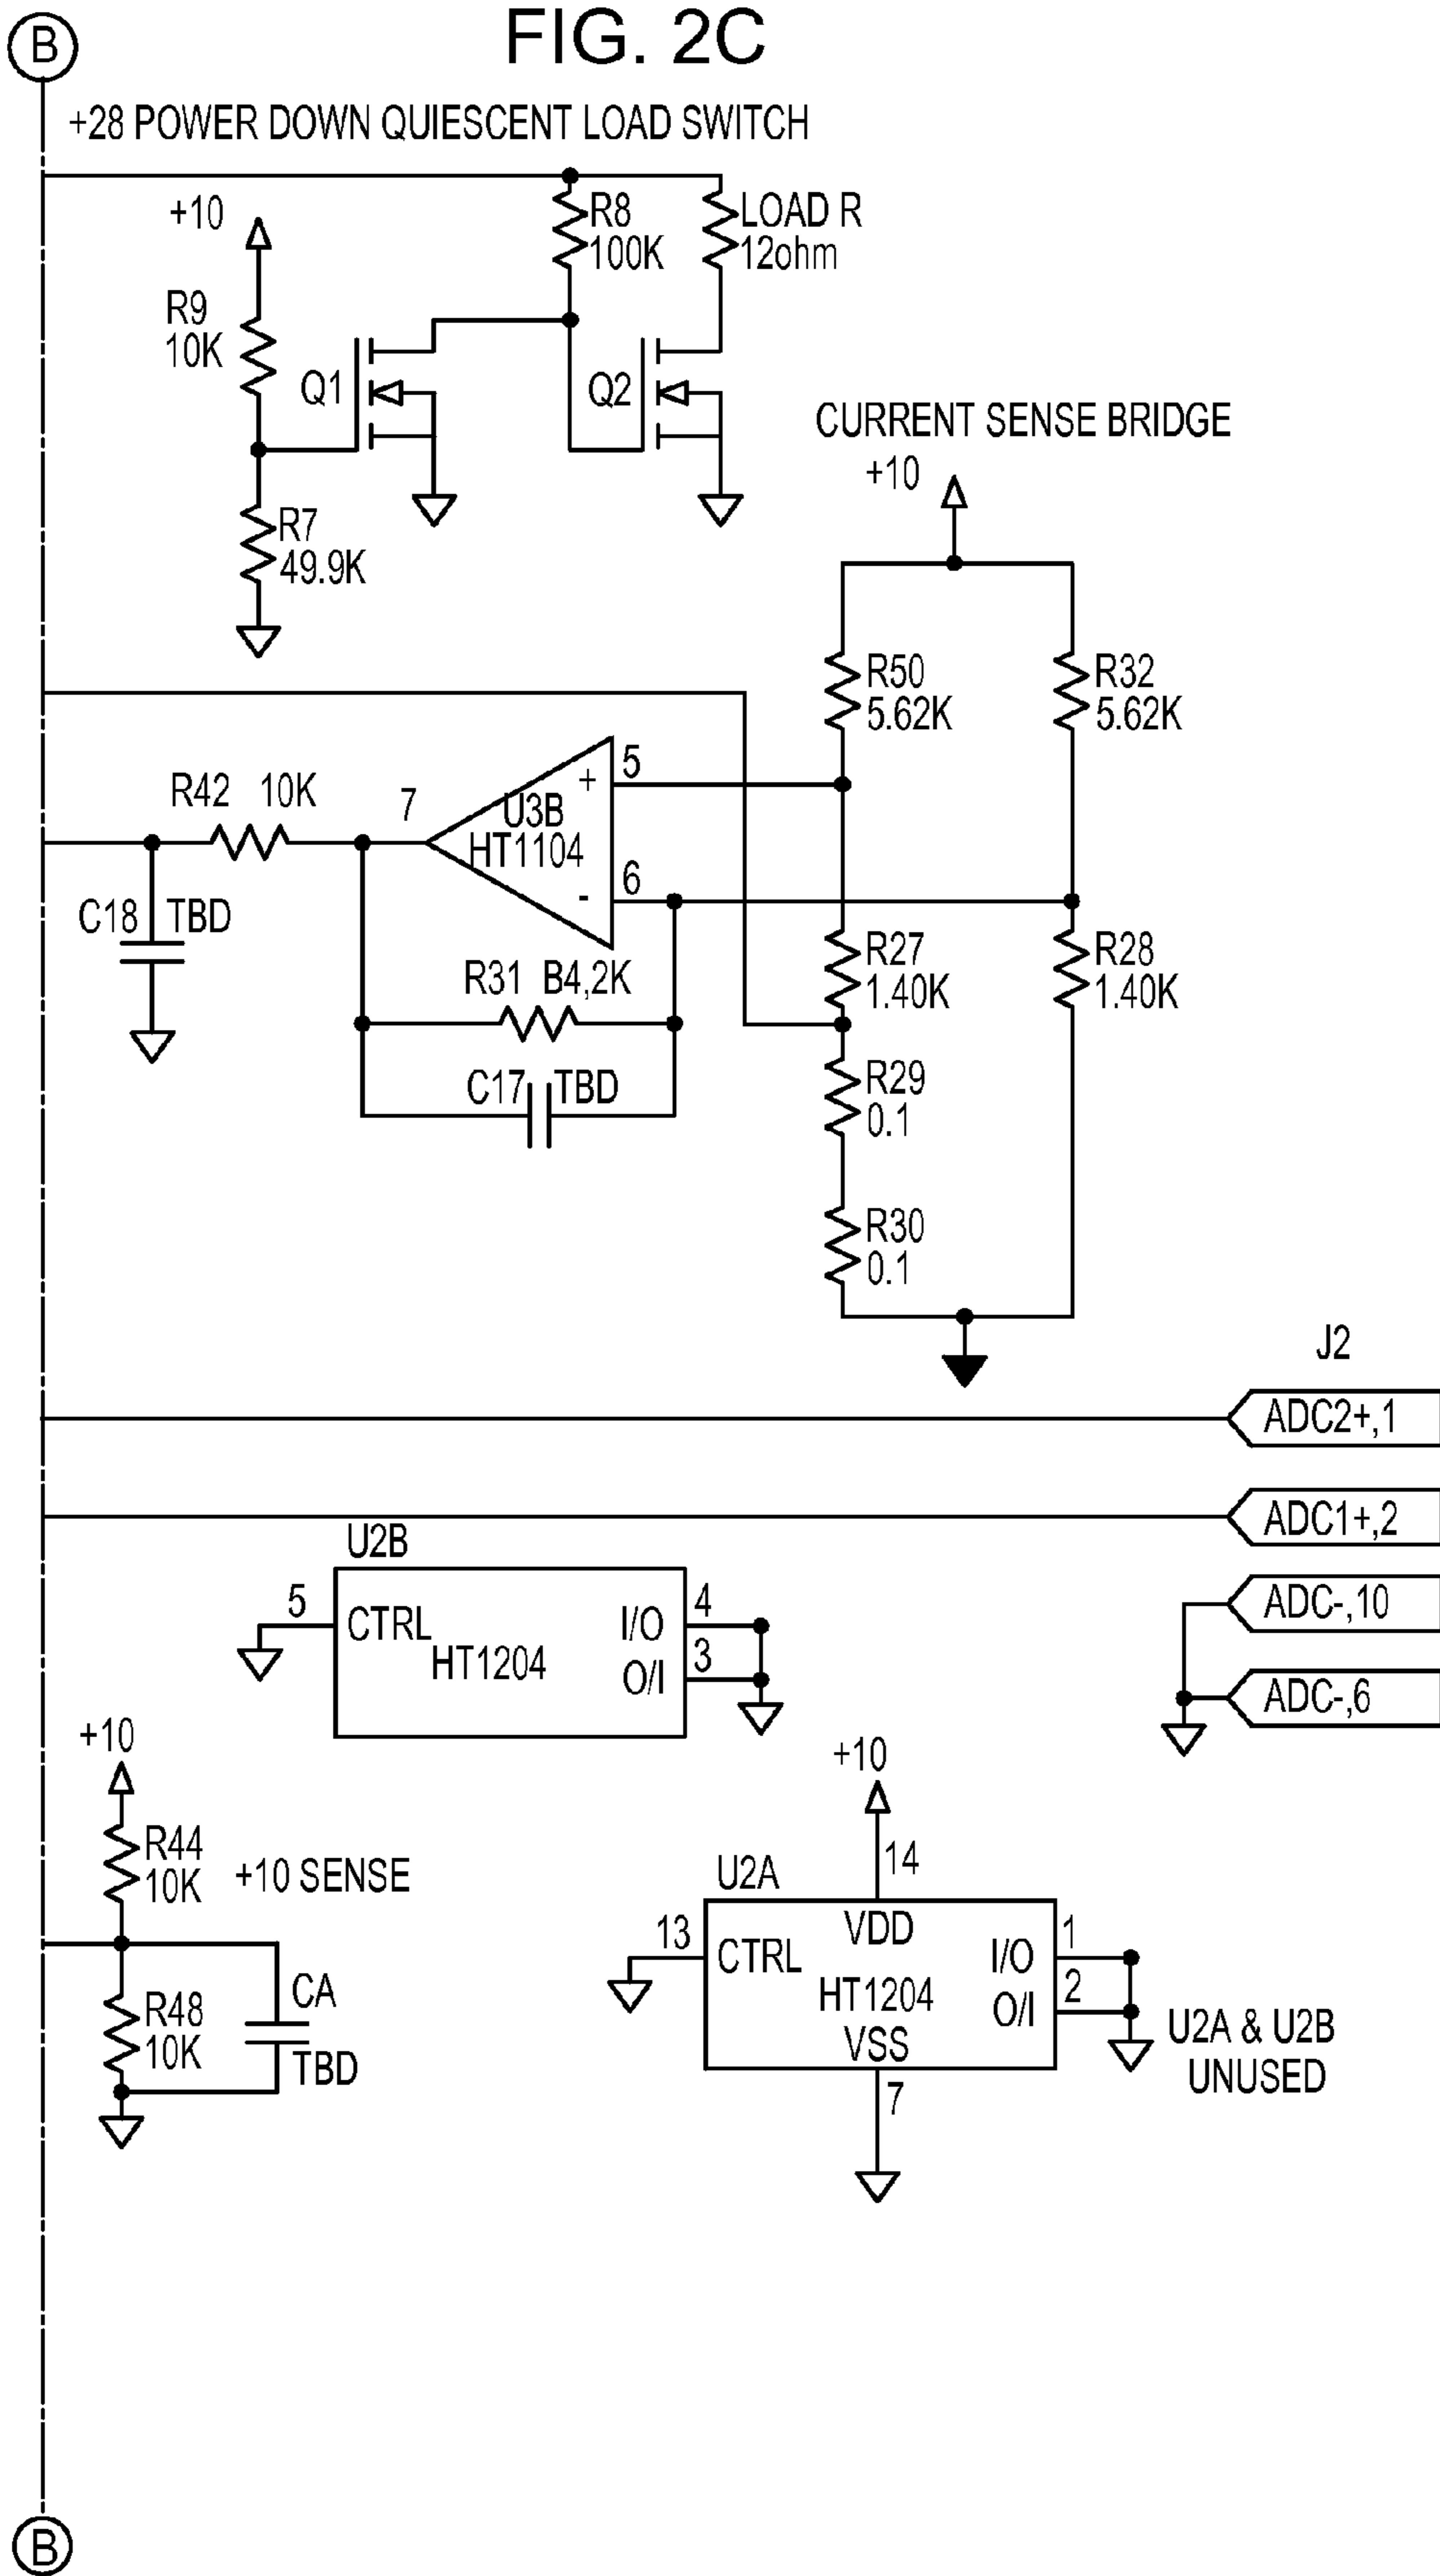 FIG. 2C
B
+28 POWER DOWN QUIESCENT LOAD SWITCH
+10
R8
100K
LOAD R
12ohm
R9
10K
Q1
Q2
R7
49.9K
CURRENT SENSE BRIDGE
+10
R50
5.62K
R32
5.62K
R42 10K
7
U3B
HT1104
+
5
-
6
C18 TBD
R27
1.40K
R28
1.40K
R31 B4,2K
C17 TBD
R29
0.1
R30
0.1
J2
ADC2+,1
ADC1+,2
ADC-,10
ADC-,6
U2B
5
CTRL
HT1204
I/O
O/I
4
3
+10
R44
10K
+10 SENSE
R48
10K
CA
TBD
+10
14
U2A
13
CTRL
VDD
HT1204
VSS
I/O
O/I
1
2
7
U2A & U2B
UNUSED
B